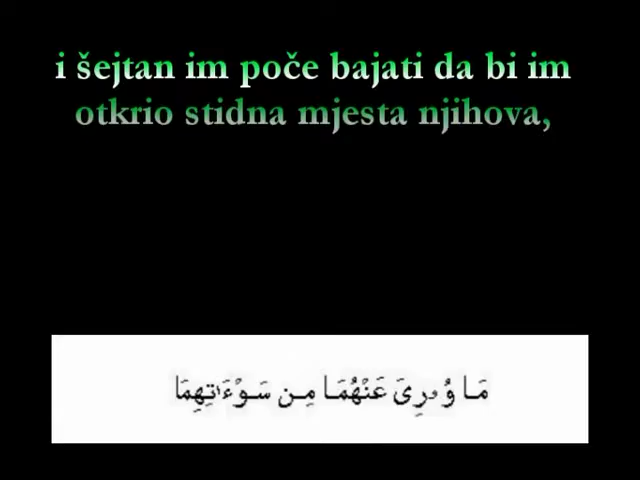 i šejtan im poče bajati da bi im
otkrio stidna mjesta njihova,
مَا وُۥرِىَ عَنْهُمَا مِن سَوْءَٰتِهِمَا